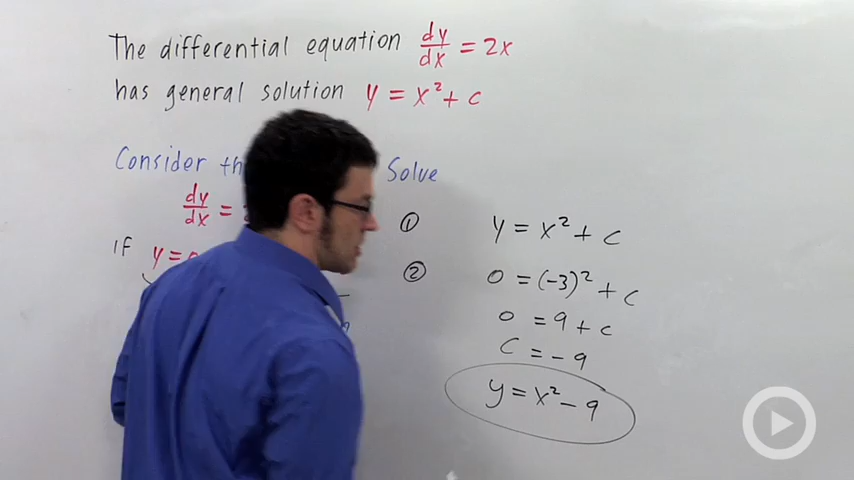 The differential equation dy/dx = 2x
has general solution y = x² + c
Consider
Solve
dy/dx =
IF y =
① y = x² + c
② 0 = (-3)² + c
0 = 9 + c
c = -9
y = x² - 9